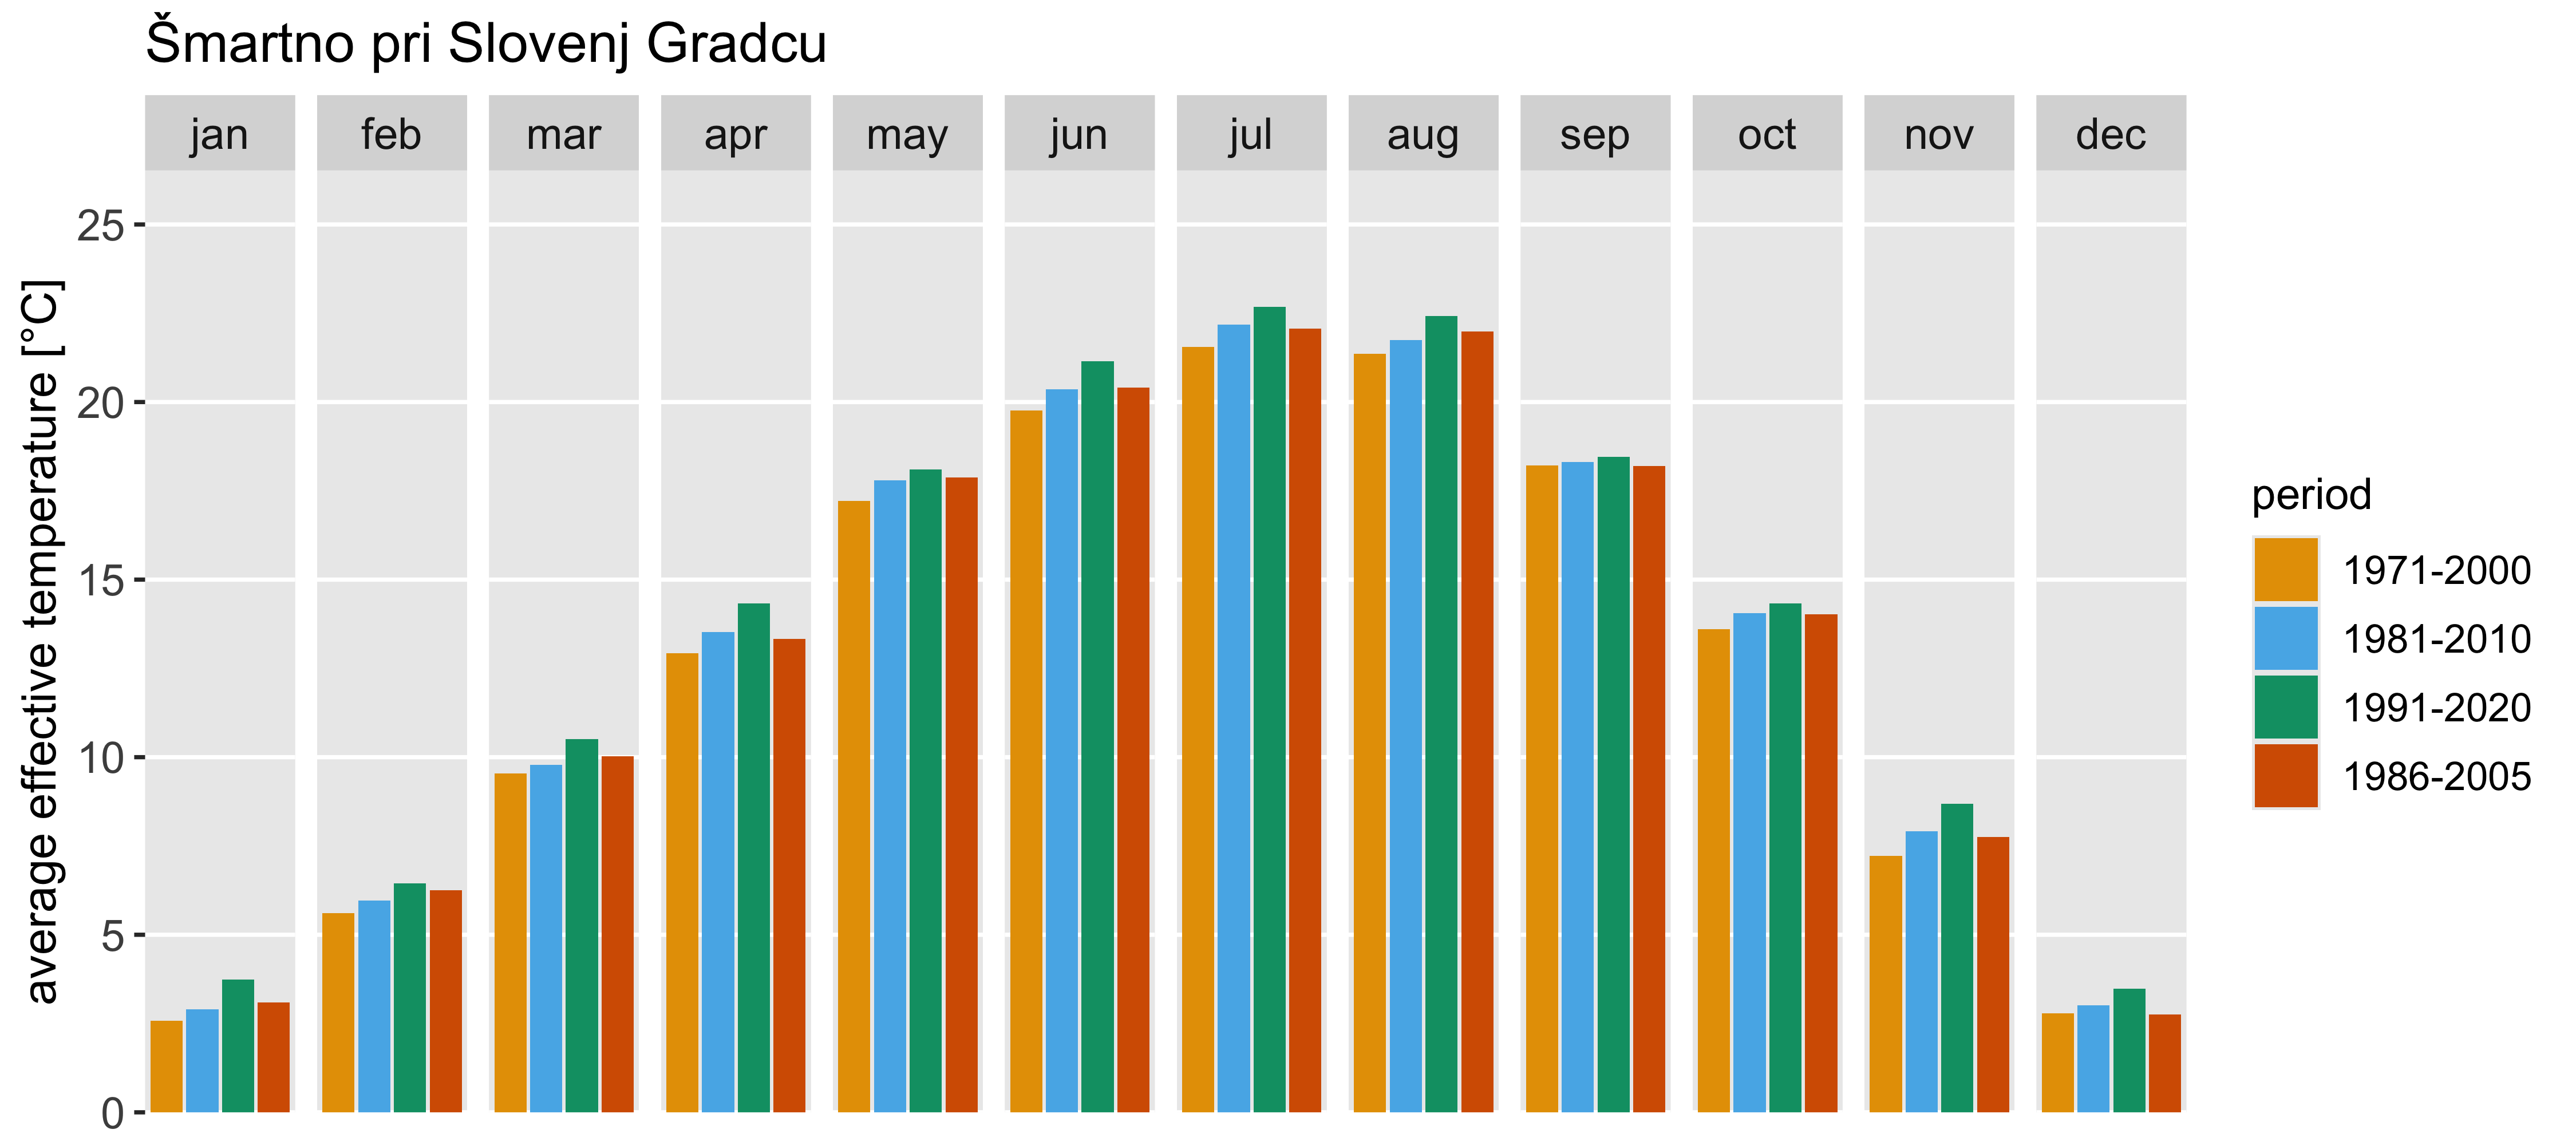 Šmartno pri Slovenj Gradcu
jan feb mar apr may jun jul aug sep oct nov dec
average effective temperature [°C]
25
20
15
10
5
0
period
1971-2000
1981-2010
1991-2020
1986-2005